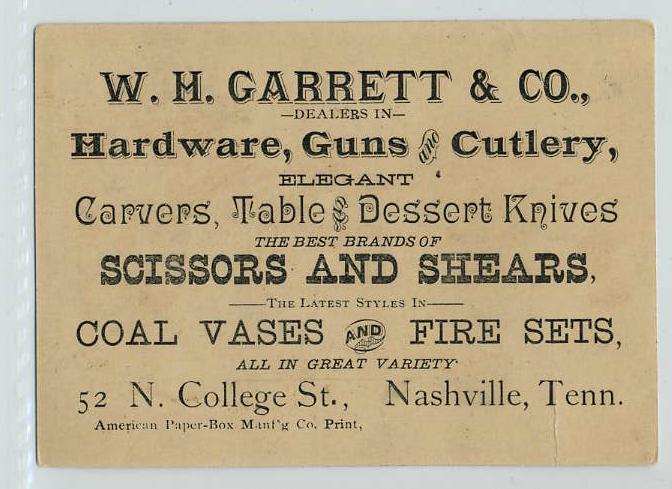 W. H. GARRETT & CO.,
—DEALERS IN—
Hardware, Guns AND Cutlery,
ELEGANT
Carvers, Table & Dessert Knives
THE BEST BRANDS OF
SCISSORS AND SHEARS,
——THE LATEST STYLES IN——
COAL VASES AND FIRE SETS,
ALL IN GREAT VARIETY·
52 N. College St., Nashville, Tenn.
American Paper-Box Manf'g Co. Print,